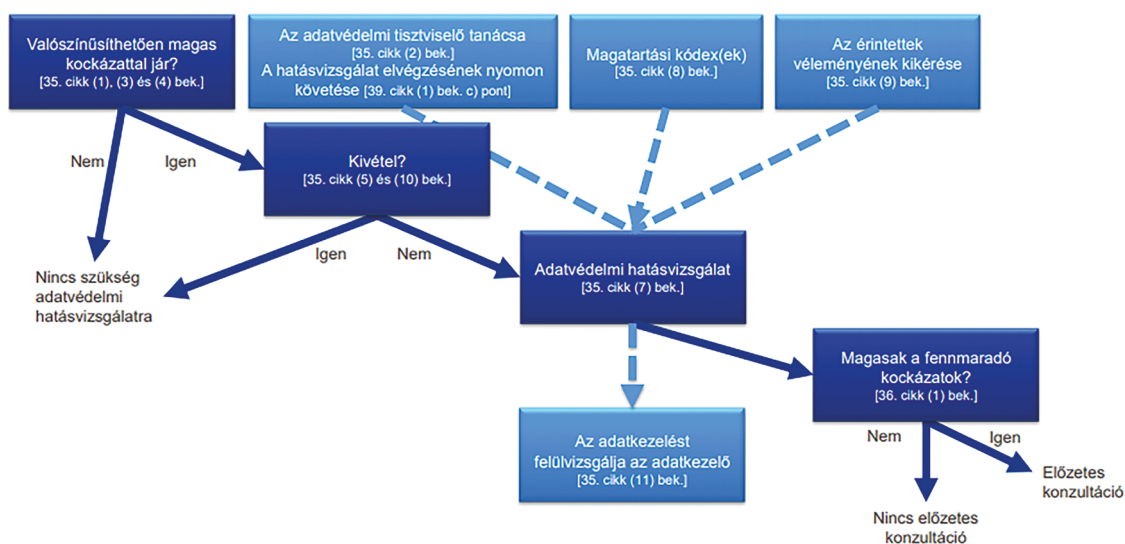 Valószínűsíthetően magas
kockázattal jár?
[35. cikk (1), (3) és (4) bek.]
Az adatvédelmi tisztviselő tanácsa
[35. cikk (2) bek.]
A hatásvizsgálat elvégzésének nyomon
követése [39. cikk (1) bek. c) pont]
Magatartási kódex(ek)
[35. cikk (8) bek.]
Az érintettek
véleményének kikérése
[35. cikk (9) bek.]
Nem
Igen
Kivétel?
[35. cikk (5) és (10) bek.]
Igen
Nem
Nincs szükség
adatvédelmi
hatásvizsgálatra
Adatvédelmi hatásvizsgálat
[35. cikk (7) bek.]
Magasak a fennmaradó
kockázatok?
[36. cikk (1) bek.]
Az adatkezelést
felülvizsgálja az adatkezelő
[35. cikk (11) bek.]
Nem
Igen
Előzetes
konzultáció
Nincs előzetes
konzultáció